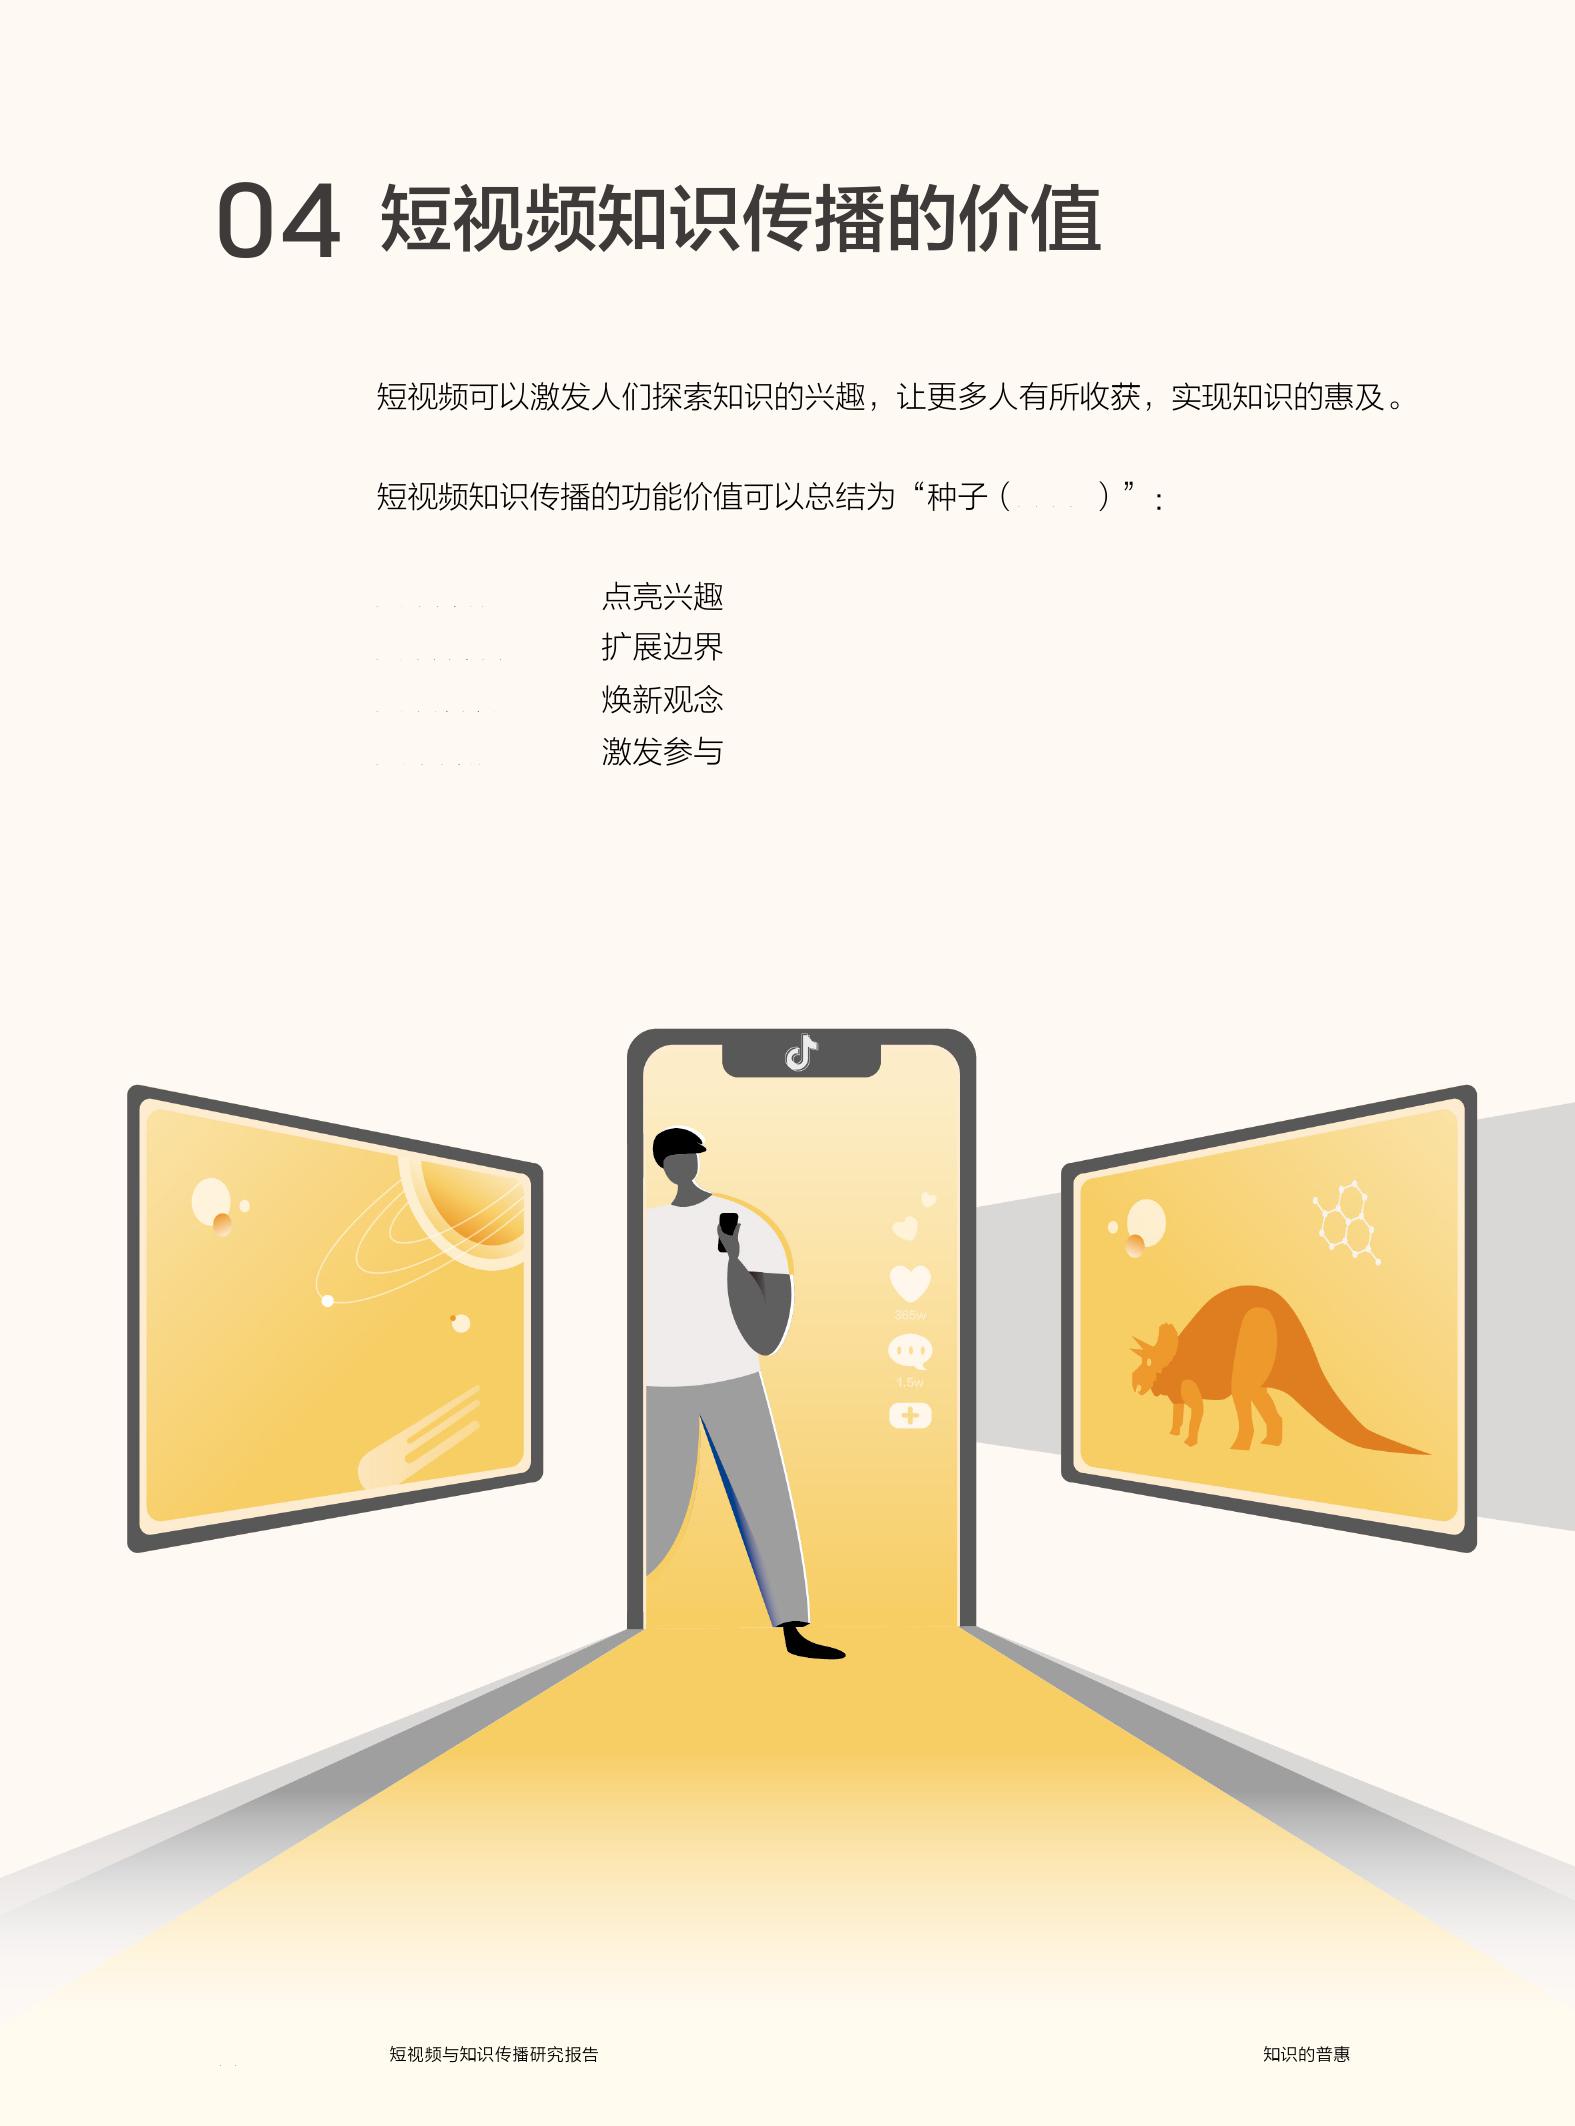 04 短视频知识传播的价值
短视频可以激发人们探索知识的兴趣，让更多人有所收获，实现知识的惠及。
短视频知识传播的功能价值可以总结为“种子（ ）”：
点亮兴趣
扩展边界
焕新观念
激发参与
365w
1.5w
短视频与知识传播研究报告 知识的普惠